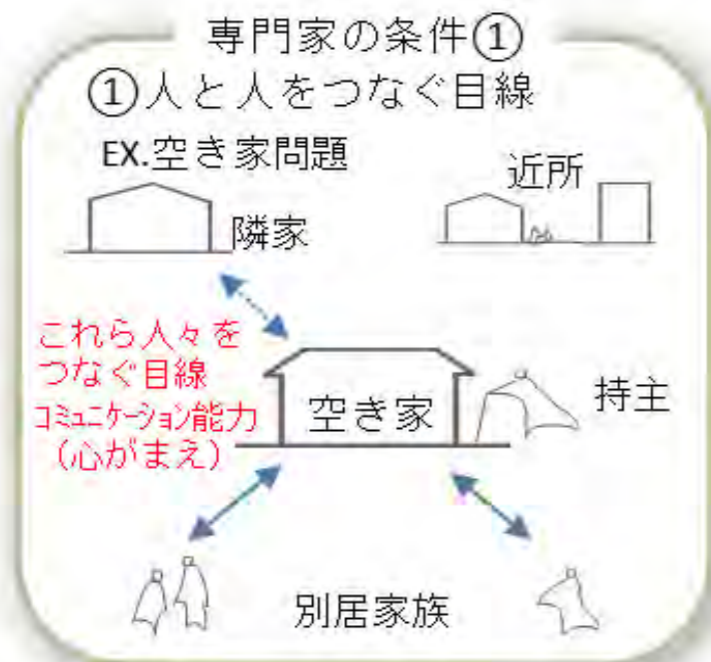 専門家の条件①
①人と人をつなぐ目線
EX.空き家問題
近所
隣家
これら人々を
つなぐ目線
コミュニケーション能力
（心がまえ）
空き家
持主
別居家族